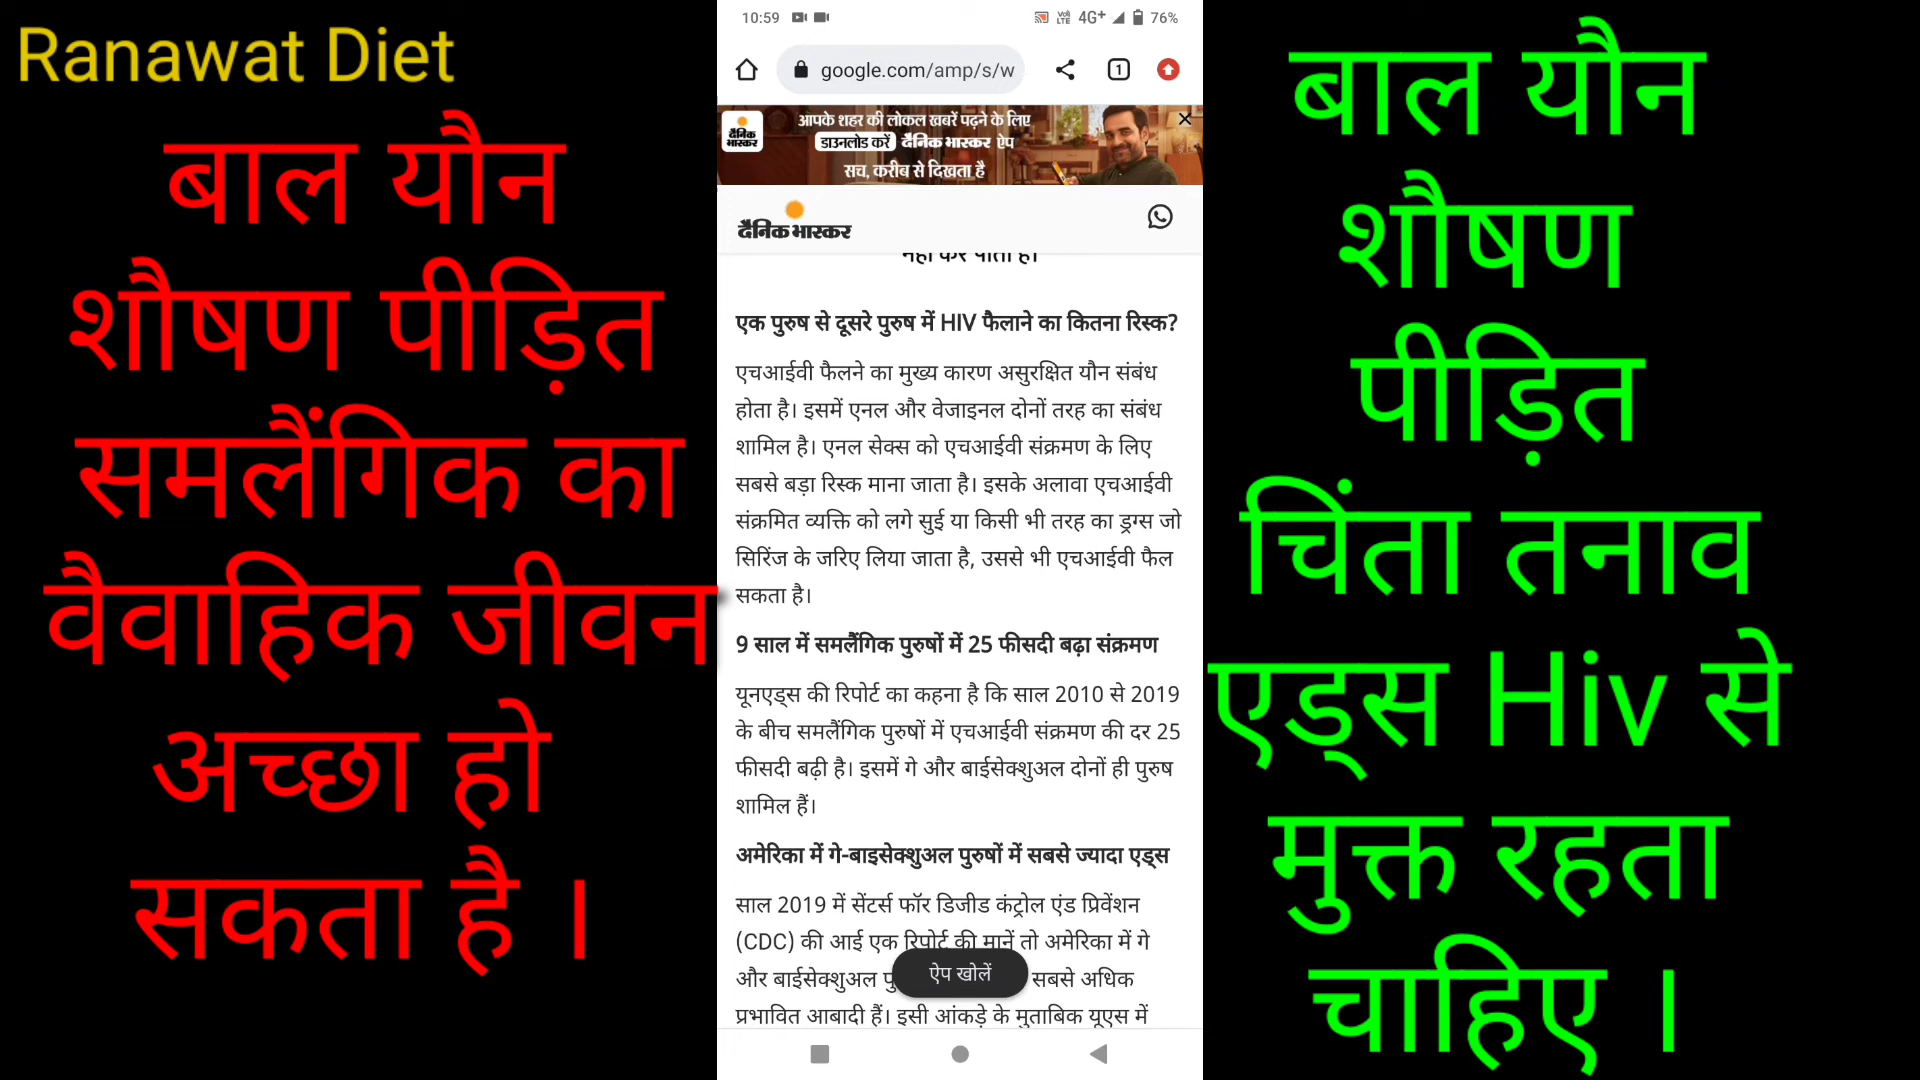 Ranawat Diet
बाल यौन
शौषण पीड़ित
समलैंगिक का
वैवाहिक जीवन
अच्छा हो
सकता है ।
10:59
VoLTE 4G+ 76%
google.com/amp/s/w
1
दैनिक भास्कर
आपके शहर की लोकल खबरें पढ़ने के लिए
डाउनलोड करें दैनिक भास्कर ऐप
सच, करीब से दिखता है
दैनिक भास्कर
नहीं कर पाता है।
एक पुरुष से दूसरे पुरुष में HIV फैलाने का कितना रिस्क?
एचआईवी फैलने का मुख्य कारण असुरक्षित यौन संबंध
होता है। इसमें एनल और वेजाइनल दोनों तरह का संबंध
शामिल है। एनल सेक्स को एचआईवी संक्रमण के लिए
सबसे बड़ा रिस्क माना जाता है। इसके अलावा एचआईवी
संक्रमित व्यक्ति को लगे सुई या किसी भी तरह का ड्रग्स जो
सिरिंज के जरिए लिया जाता है, उससे भी एचआईवी फैल
सकता है।
9 साल में समलैंगिक पुरुषों में 25 फीसदी बढ़ा संक्रमण
यूनएड्स की रिपोर्ट का कहना है कि साल 2010 से 2019
के बीच समलैंगिक पुरुषों में एचआईवी संक्रमण की दर 25
फीसदी बढ़ी है। इसमें गे और बाईसेक्शुअल दोनों ही पुरुष
शामिल हैं।
अमेरिका में गे-बाइसेक्शुअल पुरुषों में सबसे ज्यादा एड्स
साल 2019 में सेंटर्स फॉर डिजीड कंट्रोल एंड प्रिवेंशन
(CDC) की आई एक रिपोर्ट की मानें तो अमेरिका में गे
और बाईसेक्शुअल सबसे अधिक
ऐप खोलें
प्रभावित आबादी हैं। इसी आंकड़े के मुताबिक यूएस में
बाल यौन
शौषण
पीड़ित
चिंता तनाव
एड्स Hiv से
मुक्त रहता
चाहिए ।